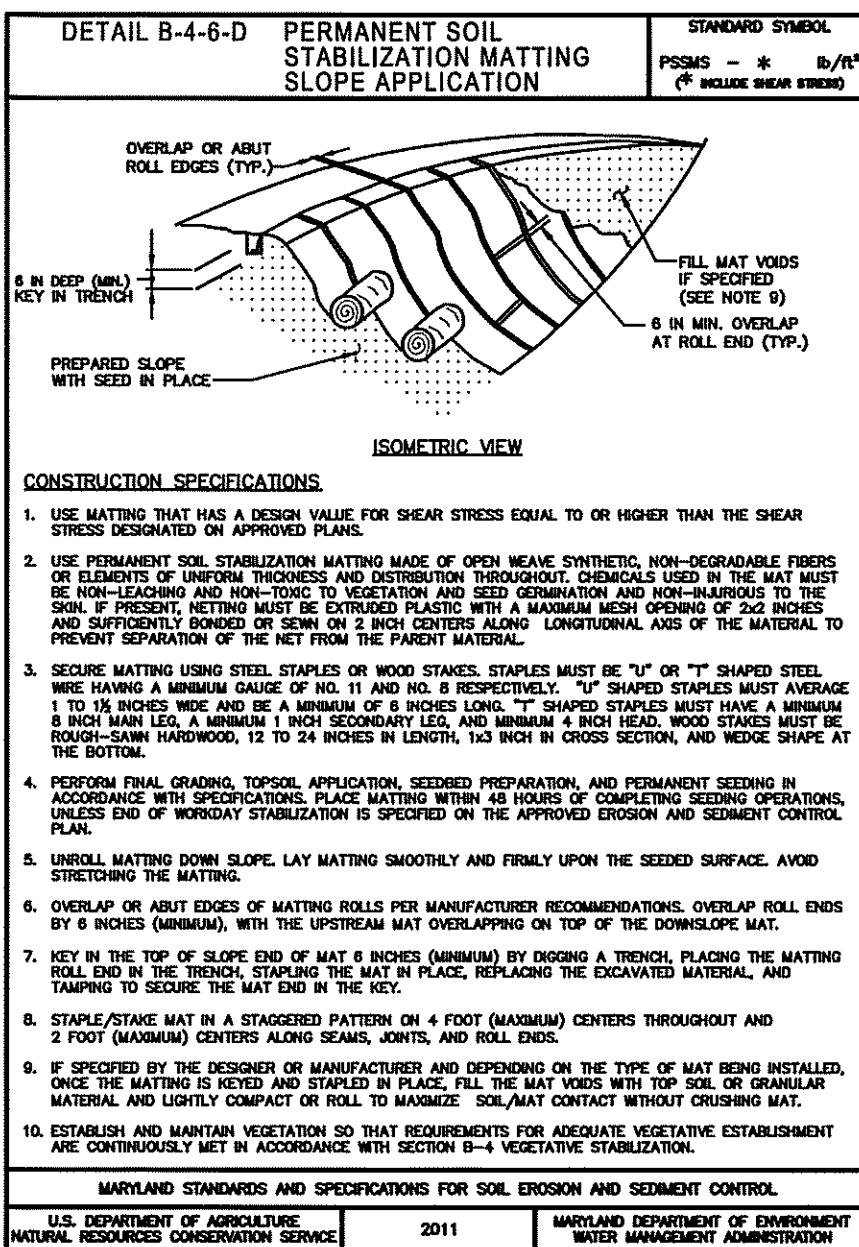 DETAIL B-4-6-D PERMANENT SOIL
STABILIZATION MATTING
SLOPE APPLICATION
STANDARD SYMBOL
PSSMS - * lb/ft²
(* INCLUDE SHEAR STRESS)
OVERLAP OR ABUT
ROLL EDGES (TYP.)
6 IN DEEP (MIN.)
KEY IN TRENCH
PREPARED SLOPE
WITH SEED IN PLACE
FILL MAT VOIDS
IF SPECIFIED
(SEE NOTE 9)
6 IN MIN. OVERLAP
AT ROLL END (TYP.)
ISOMETRIC VIEW
CONSTRUCTION SPECIFICATIONS
1. USE MATTING THAT HAS A DESIGN VALUE FOR SHEAR STRESS EQUAL TO OR HIGHER THAN THE SHEAR
STRESS DESIGNATED ON APPROVED PLANS.
2. USE PERMANENT SOIL STABILIZATION MATTING MADE OF OPEN WEAVE SYNTHETIC, NON-DEGRADABLE FIBERS
OR ELEMENTS OF UNIFORM THICKNESS AND DISTRIBUTION THROUGHOUT. CHEMICALS USED IN THE MAT MUST
BE NON-LEACHING AND NON-TOXIC TO VEGETATION AND SEED GERMINATION AND NON-INJURIOUS TO THE
SKIN. IF PRESENT, NETTING MUST BE EXTRUDED PLASTIC WITH A MAXIMUM MESH OPENING OF 2x2 INCHES
AND SUFFICIENTLY BONDED OR SEWN ON 2 INCH CENTERS ALONG LONGITUDINAL AXIS OF THE MATERIAL TO
PREVENT SEPARATION OF THE NET FROM THE PARENT MATERIAL.
3. SECURE MATTING USING STEEL STAPLES OR WOOD STAKES. STAPLES MUST BE "U" OR "T" SHAPED STEEL
WIRE HAVING A MINIMUM GAUGE OF NO. 11 AND NO. 8 RESPECTIVELY. "U" SHAPED STAPLES MUST AVERAGE
1 TO 1½ INCHES WIDE AND BE A MINIMUM OF 6 INCHES LONG. "T" SHAPED STAPLES MUST HAVE A MINIMUM
8 INCH MAIN LEG, A MINIMUM 1 INCH SECONDARY LEG, AND MINIMUM 4 INCH HEAD. WOOD STAKES MUST BE
ROUGH-SAWN HARDWOOD, 12 TO 24 INCHES IN LENGTH, 1x3 INCH IN CROSS SECTION, AND WEDGE SHAPE AT
THE BOTTOM.
4. PERFORM FINAL GRADING, TOPSOIL APPLICATION, SEEDBED PREPARATION, AND PERMANENT SEEDING IN
ACCORDANCE WITH SPECIFICATIONS. PLACE MATTING WITHIN 48 HOURS OF COMPLETING SEEDING OPERATIONS,
UNLESS END OF WORKDAY STABILIZATION IS SPECIFIED ON THE APPROVED EROSION AND SEDIMENT CONTROL
PLAN.
5. UNROLL MATTING DOWN SLOPE. LAY MATTING SMOOTHLY AND FIRMLY UPON THE SEEDED SURFACE. AVOID
STRETCHING THE MATTING.
6. OVERLAP OR ABUT EDGES OF MATTING ROLLS PER MANUFACTURER RECOMMENDATIONS. OVERLAP ROLL ENDS
BY 6 INCHES (MINIMUM), WITH THE UPSTREAM MAT OVERLAPPING ON TOP OF THE DOWNSLOPE MAT.
7. KEY IN THE TOP OF SLOPE END OF MAT 6 INCHES (MINIMUM) BY DIGGING A TRENCH, PLACING THE MATTING
ROLL END IN THE TRENCH, STAPLING THE MAT IN PLACE, REPLACING THE EXCAVATED MATERIAL, AND
TAMPING TO SECURE THE MAT END IN THE KEY.
8. STAPLE/STAKE MAT IN A STAGGERED PATTERN ON 4 FOOT (MAXIMUM) CENTERS THROUGHOUT AND
2 FOOT (MAXIMUM) CENTERS ALONG SEAMS, JOINTS, AND ROLL ENDS.
9. IF SPECIFIED BY THE DESIGNER OR MANUFACTURER AND DEPENDING ON THE TYPE OF MAT BEING INSTALLED,
ONCE THE MATTING IS KEYED AND STAPLED IN PLACE, FILL THE MAT VOIDS WITH TOP SOIL OR GRANULAR
MATERIAL AND LIGHTLY COMPACT OR ROLL TO MAXIMIZE SOIL/MAT CONTACT WITHOUT CRUSHING MAT.
10. ESTABLISH AND MAINTAIN VEGETATION SO THAT REQUIREMENTS FOR ADEQUATE VEGETATIVE ESTABLISHMENT
ARE CONTINUOUSLY MET IN ACCORDANCE WITH SECTION B-4 VEGETATIVE STABILIZATION.
MARYLAND STANDARDS AND SPECIFICATIONS FOR SOIL EROSION AND SEDIMENT CONTROL
U.S. DEPARTMENT OF AGRICULTURE
NATURAL RESOURCES CONSERVATION SERVICE
2011
MARYLAND DEPARTMENT OF ENVIRONMENT
WATER MANAGEMENT ADMINISTRATION